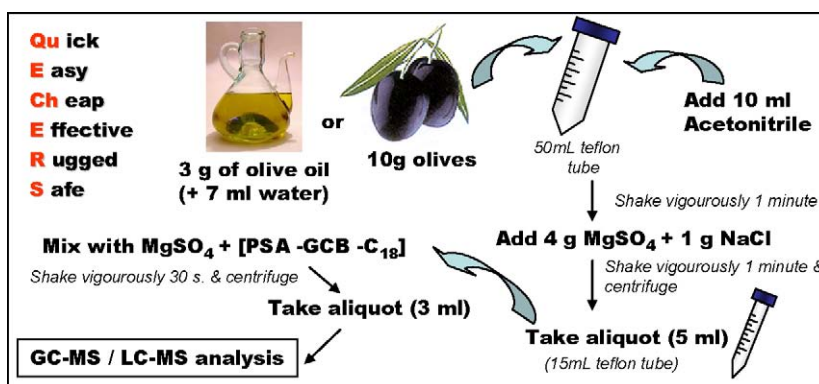 Qu ick
E asy
Ch eap
E ffective
R ugged
S afe
3 g of olive oil
(+ 7 ml water)
or
10g olives
50mL teflon
tube
Add 10 ml
Acetonitrile
Shake vigourously 1 minute
Add 4 g MgSO4 + 1 g NaCl
Shake vigourously 1 minute &
centrifuge
Take aliquot (5 ml)
(15mL teflon tube)
Mix with MgSO4 + [PSA -GCB -C18]
Shake vigourously 30 s. & centrifuge
Take aliquot (3 ml)
GC-MS / LC-MS analysis